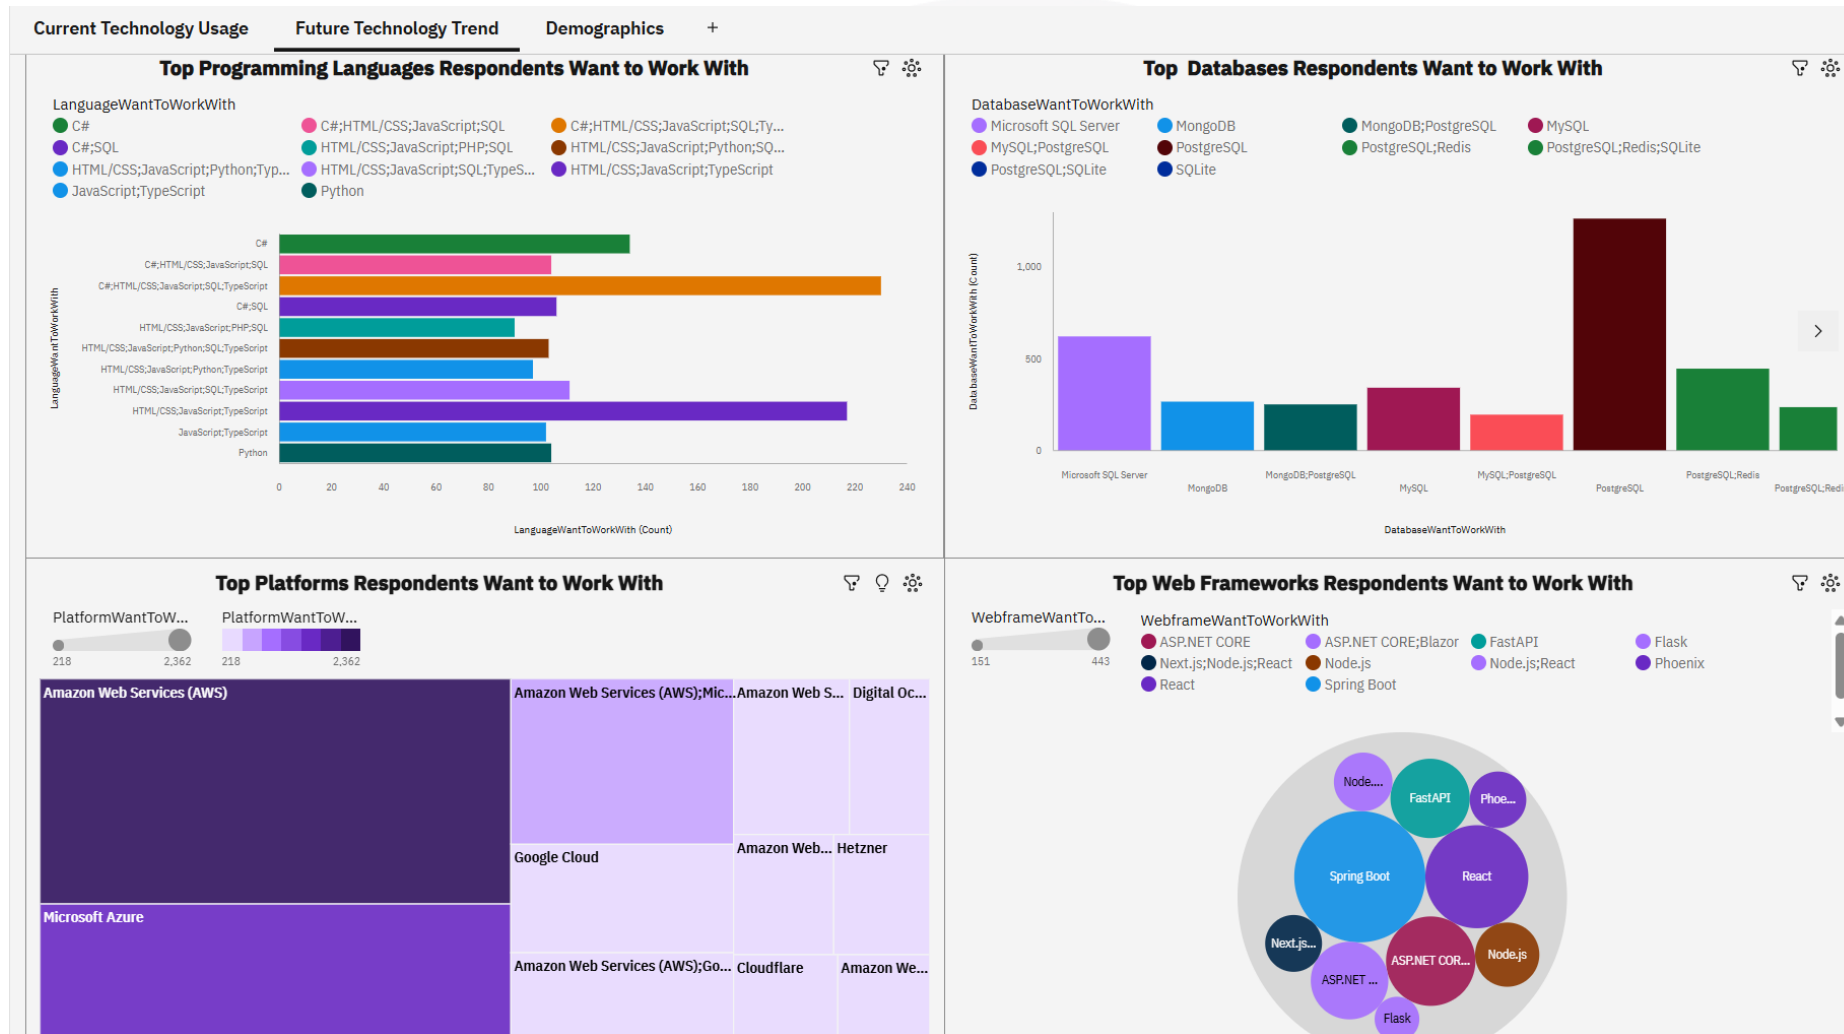 Current Technology Usage Future Technology Trend Demographics +
Top Programming Languages Respondents Want to Work With
LanguageWantToWorkWith
C# C#;HTML/CSS;JavaScript;SQL C#;HTML/CSS;JavaScript;SQL;Ty...
C#;SQL HTML/CSS;JavaScript;PHP;SQL HTML/CSS;JavaScript;Python;SQ...
HTML/CSS;JavaScript;Python;Typ... HTML/CSS;JavaScript;SQL;TypeS... HTML/CSS;JavaScript;TypeScript
JavaScript;TypeScript Python
LanguageWantToWorkWith
C#
C#;HTML/CSS;JavaScript;SQL
C#;HTML/CSS;JavaScript;SQL;TypeScript
C#;SQL
HTML/CSS;JavaScript;PHP;SQL
HTML/CSS;JavaScript;Python;SQL;TypeScript
HTML/CSS;JavaScript;Python;TypeScript
HTML/CSS;JavaScript;SQL;TypeScript
HTML/CSS;JavaScript;TypeScript
JavaScript;TypeScript
Python
0 20 40 60 80 100 120 140 160 180 200 220 240
LanguageWantToWorkWith (Count)
Top Databases Respondents Want to Work With
DatabaseWantToWorkWith
Microsoft SQL Server MongoDB MongoDB;PostgreSQL MySQL
MySQL;PostgreSQL PostgreSQL PostgreSQL;Redis PostgreSQL;Redis;SQLite
PostgreSQL;SQLite SQLite
DatabaseWantToWorkWith (Count)
1,000
500
0
Microsoft SQL Server MongoDB MongoDB;PostgreSQL MySQL MySQL;PostgreSQL PostgreSQL PostgreSQL;Redis PostgreSQL;Redi
DatabaseWantToWorkWith
Top Platforms Respondents Want to Work With
PlatformWantToW... PlatformWantToW...
218 2,362 218 2,362
Amazon Web Services (AWS) Amazon Web Services (AWS);Mic... Amazon Web S... Digital Oc...
Google Cloud Amazon Web... Hetzner
Microsoft Azure
Amazon Web Services (AWS);Go... Cloudflare Amazon We...
Top Web Frameworks Respondents Want to Work With
WebframeWantTo... WebframeWantToWorkWith
151 443
ASP.NET CORE ASP.NET CORE;Blazor FastAPI Flask
Next.js;Node.js;React Node.js Node.js;React Phoenix
React Spring Boot
Node....
FastAPI
Phoe...
Spring Boot
React
Next.js...
ASP.NET COR...
Node.js
ASP.NET ...
Flask